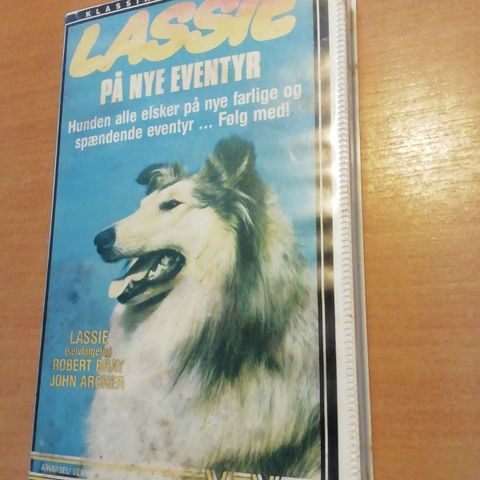 LASSIE
PÅ NYE EVENTYR
Hunden alle elsker på nye farlige og
spændende eventyr ... Følg med!
LASSIE
(selvfølgelig)
ROBERT BRAY
JOHN ARCHER